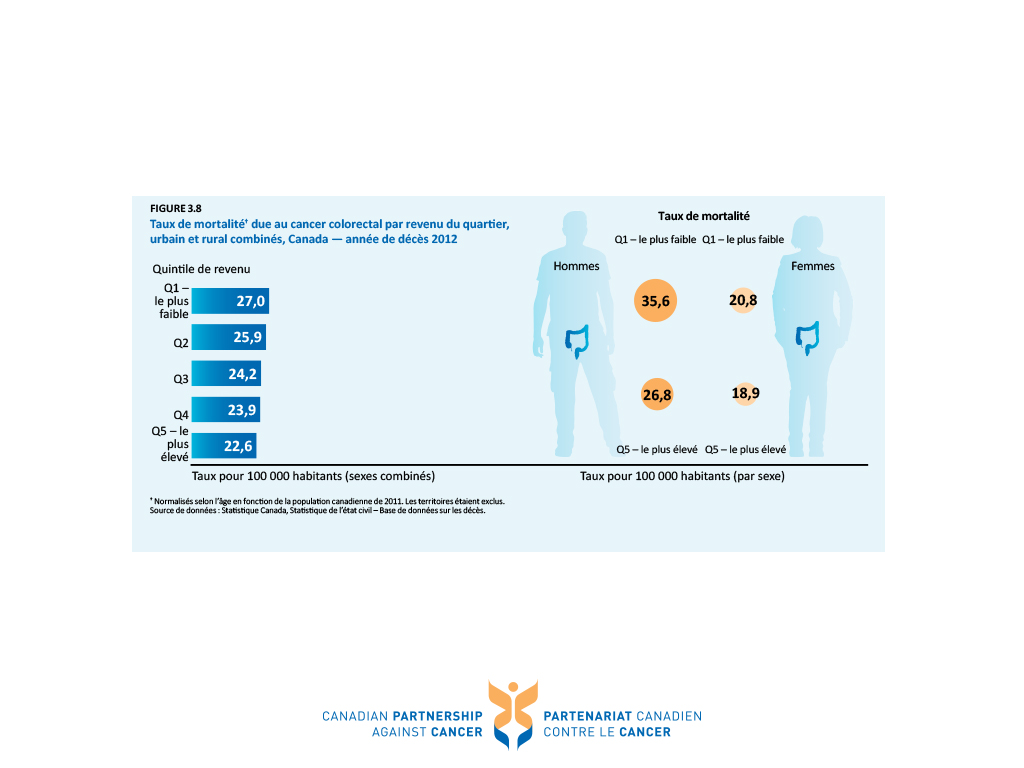 FIGURE 3.8
Taux de mortalité† due au cancer colorectal par revenu du quartier,
urbain et rural combinés, Canada — année de décès 2012
Quintile de revenu
Q1 –
le plus
faible
27,0
Q2
25,9
Q3
24,2
Q4
23,9
Q5 – le
plus
élevé
22,6
Taux pour 100 000 habitants (sexes combinés)
Taux de mortalité
Q1 – le plus faible Q1 – le plus faible
Hommes
Femmes
35,6
20,8
26,8
18,9
Q5 – le plus élevé Q5 – le plus élevé
Taux pour 100 000 habitants (par sexe)
† Normalisés selon l'âge en fonction de la population canadienne de 2011. Les territoires étaient exclus.
Source de données : Statistique Canada, Statistique de l'état civil – Base de données sur les décès.
CANADIAN PARTNERSHIP
AGAINST CANCER
PARTENARIAT CANADIEN
CONTRE LE CANCER